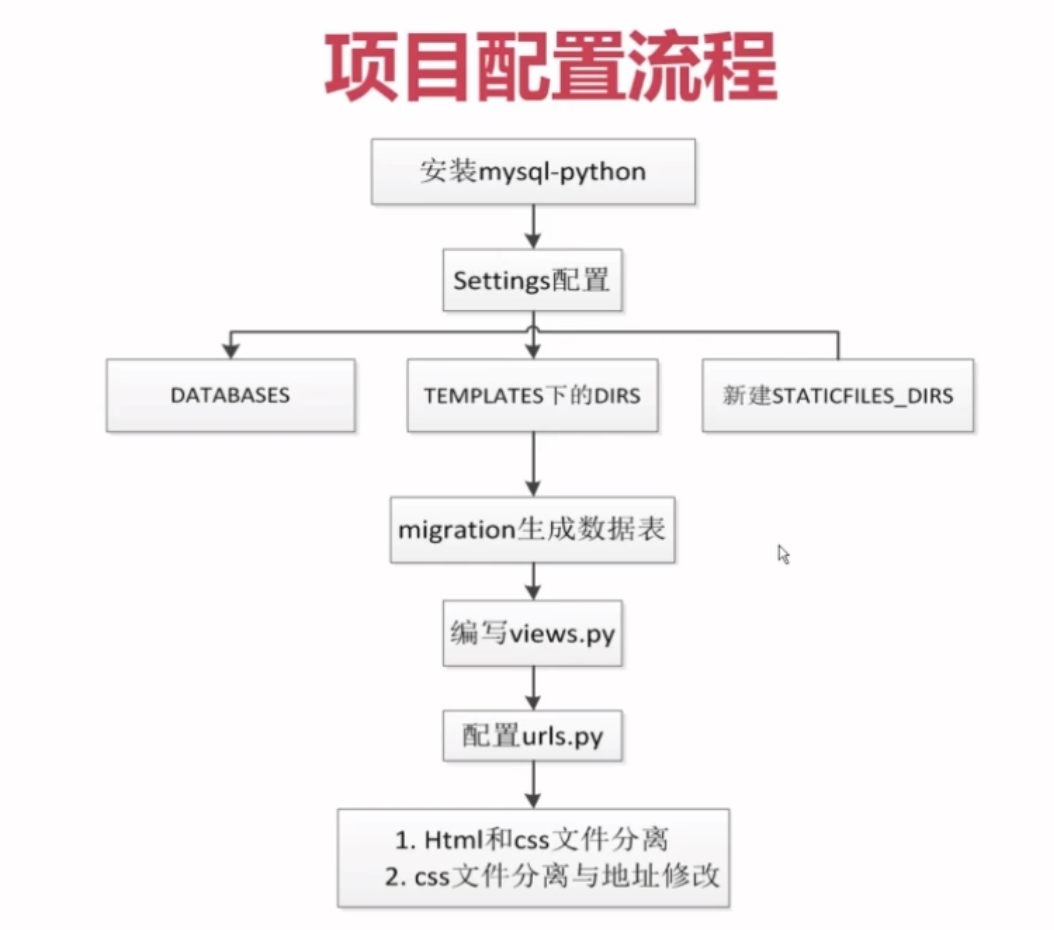 项目配置流程
安装mysql-python
Settings配置
DATABASES
TEMPLATES下的DIRS
新建STATICFILES_DIRS
migration生成数据表
编写views.py
配置urls.py
1. Html和css文件分离
2. css文件分离与地址修改